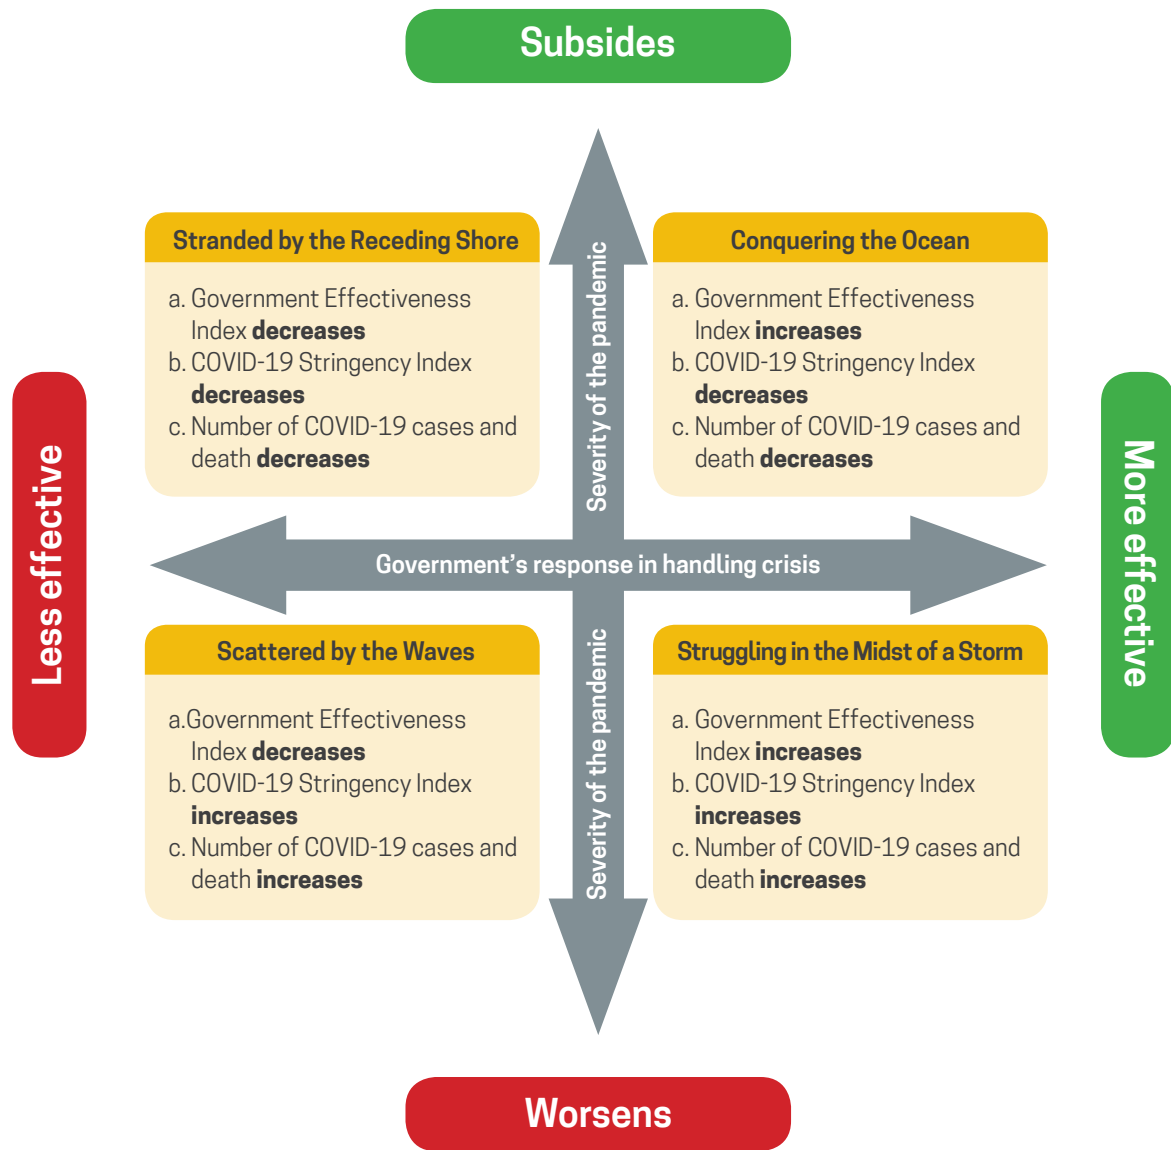 Subsides
Stranded by the Receding Shore
a. Government Effectiveness
Index decreases
b. COVID-19 Stringency Index
decreases
c. Number of COVID-19 cases and
death decreases
Severity of the pandemic
Conquering the Ocean
a. Government Effectiveness
Index increases
b. COVID-19 Stringency Index
decreases
c. Number of COVID-19 cases and
death decreases
Less effective
Government's response in handling crisis
More effective
Scattered by the Waves
a.Government Effectiveness
Index decreases
b. COVID-19 Stringency Index
increases
c. Number of COVID-19 cases and
death increases
Severity of the pandemic
Struggling in the Midst of a Storm
a. Government Effectiveness
Index increases
b. COVID-19 Stringency Index
increases
c. Number of COVID-19 cases and
death increases
Worsens